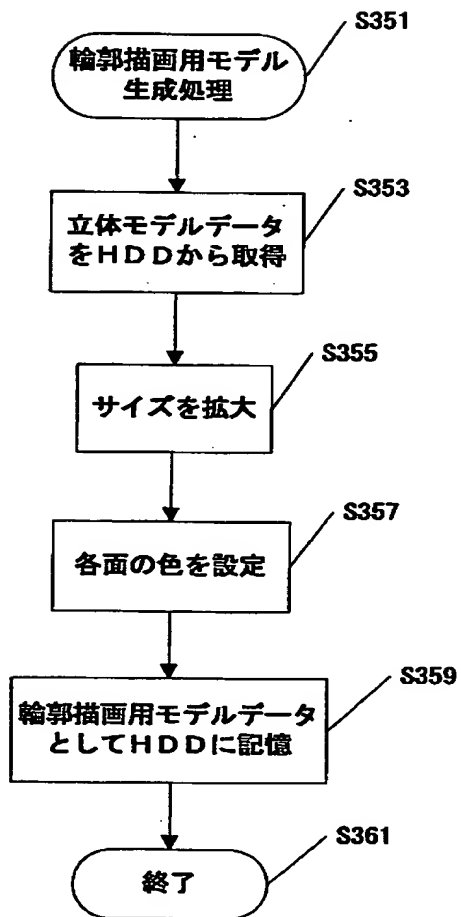 S351
輪郭描画用モデル
生成処理
S353
立体モデルデータ
をHDDから取得
S355
サイズを拡大
S357
各面の色を設定
S359
輪郭描画用モデルデータ
としてHDDに記憶
S361
終了